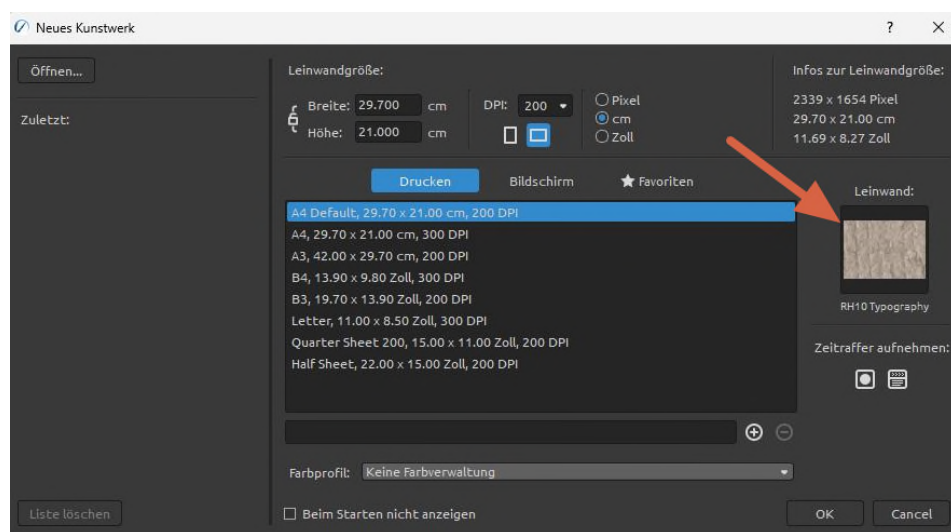 Neues Kunstwerk
Öffnen...
Zuletzt:
Liste löschen
Leinwandgröße:
Breite: 29.700 cm
Höhe: 21.000 cm
DPI: 200
Pixel
cm
Zoll
Infos zur Leinwandgröße:
2339 x 1654 Pixel
29.70 x 21.00 cm
11.69 x 8.27 Zoll
Drucken Bildschirm Favoriten
A4 Default, 29.70 x 21.00 cm, 200 DPI
A4, 29.70 x 21.00 cm, 300 DPI
A3, 42.00 x 29.70 cm, 200 DPI
B4, 13.90 x 9.80 Zoll, 300 DPI
B3, 19.70 x 13.90 Zoll, 200 DPI
Letter, 11.00 x 8.50 Zoll, 300 DPI
Quarter Sheet 200, 15.00 x 11.00 Zoll, 200 DPI
Half Sheet, 22.00 x 15.00 Zoll, 200 DPI
Leinwand:
RH10 Typography
Zeitraffer aufnehmen:
Farbprofil: Keine Farbverwaltung
Beim Starten nicht anzeigen
OK Cancel